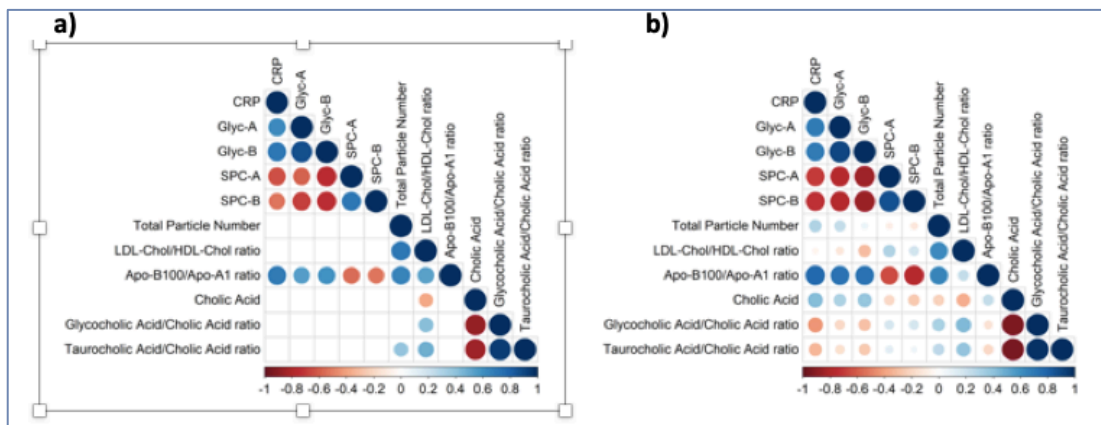 a)
CRP
Glyc-A
Glyc-B
SPC-A
SPC-B
Total Particle Number
LDL-Chol/HDL-Chol ratio
Apo-B100/Apo-A1 ratio
Cholic Acid
Glycocholic Acid/Cholic Acid ratio
Taurocholic Acid/Cholic Acid ratio
CRP
Glyc-A
Glyc-B
SPC-A
SPC-B
Total Particle Number
LDL-Chol/HDL-Chol ratio
Apo-B100/Apo-A1 ratio
Cholic Acid
Glycocholic Acid/Cholic Acid ratio
Taurocholic Acid/Cholic Acid ratio
-1 -0.8 -0.6 -0.4 -0.2 0 0.2 0.4 0.6 0.8 1
b)
CRP
Glyc-A
Glyc-B
SPC-A
SPC-B
Total Particle Number
LDL-Chol/HDL-Chol ratio
Apo-B100/Apo-A1 ratio
Cholic Acid
Glycocholic Acid/Cholic Acid ratio
Taurocholic Acid/Cholic Acid ratio
CRP
Glyc-A
Glyc-B
SPC-A
SPC-B
Total Particle Number
LDL-Chol/HDL-Chol ratio
Apo-B100/Apo-A1 ratio
Cholic Acid
Glycocholic Acid/Cholic Acid ratio
Taurocholic Acid/Cholic Acid ratio
-1 -0.8 -0.6 -0.4 -0.2 0 0.2 0.4 0.6 0.8 1